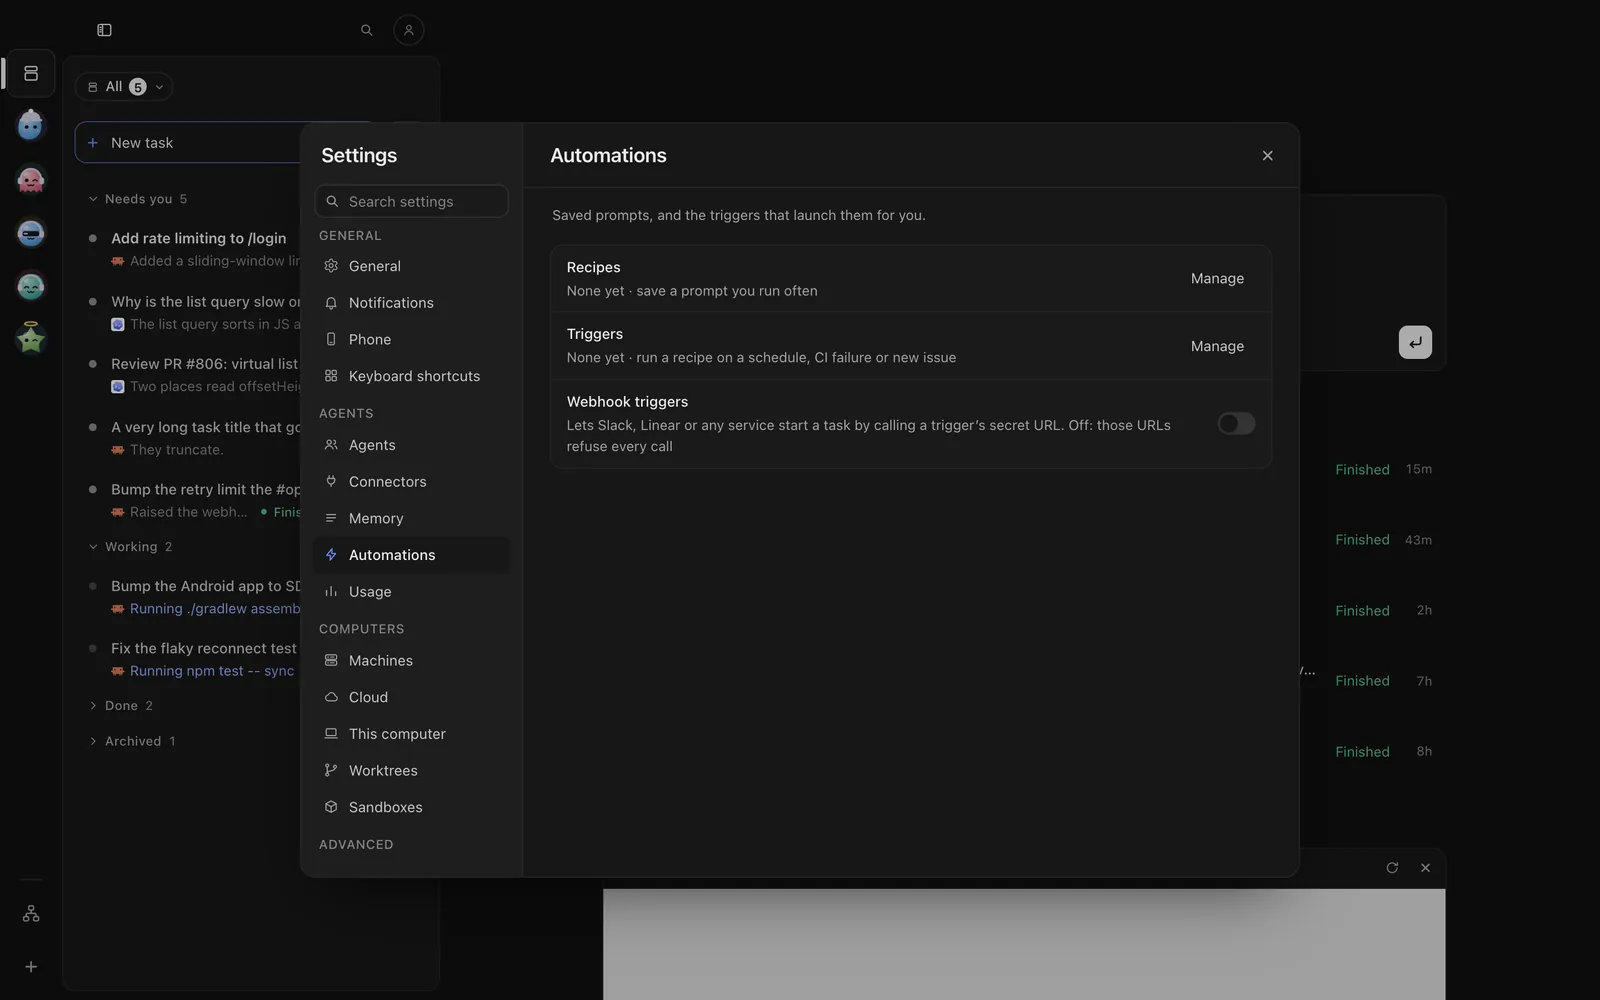 All 5
New task
Needs you 5
Add rate limiting to /login
Added a sliding-window
Why is the list query slow
The list query sorts in JS
Review PR #806: virtual list
Two places read
A very long task title that
They truncate.
Bump the retry limit the
Raised the webh...
Working 2
Bump the Android app to
Running ./gradlew
Fix the flaky reconnect test
Running npm test -- sync
Done 2
Archived 1
Settings
Search settings
GENERAL
General
Notifications
Phone
Keyboard shortcuts
AGENTS
Agents
Connectors
Memory
Automations
Usage
COMPUTERS
Machines
Cloud
This computer
Worktrees
Sandboxes
ADVANCED
Automations
Saved prompts, and the triggers that launch them for you.
Recipes
None yet · save a prompt you run often
Manage
Triggers
None yet · run a recipe on a schedule, CI failure or new issue
Manage
Webhook triggers
Lets Slack, Linear or any service start a task by calling a trigger’s secret URL. Off: those URLs
refuse every call
Finished 15m
Finished 43m
Finished 2h
Finished 7h
Finished 8h